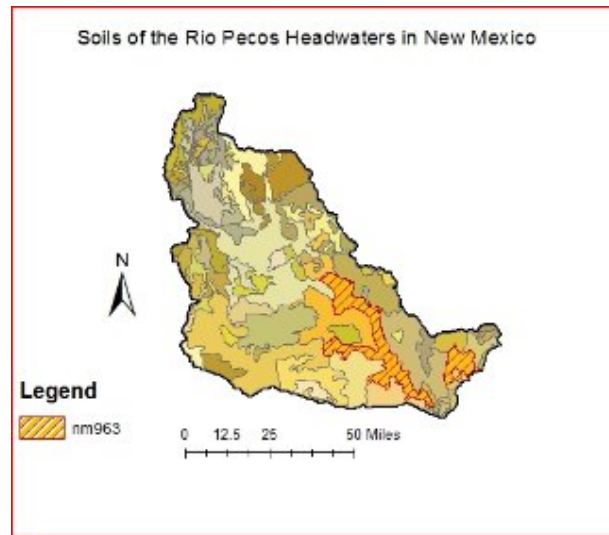 Soils of the Rio Pecos Headwaters in New Mexico
N
Legend
nm963
0 12.5 25 50 Miles